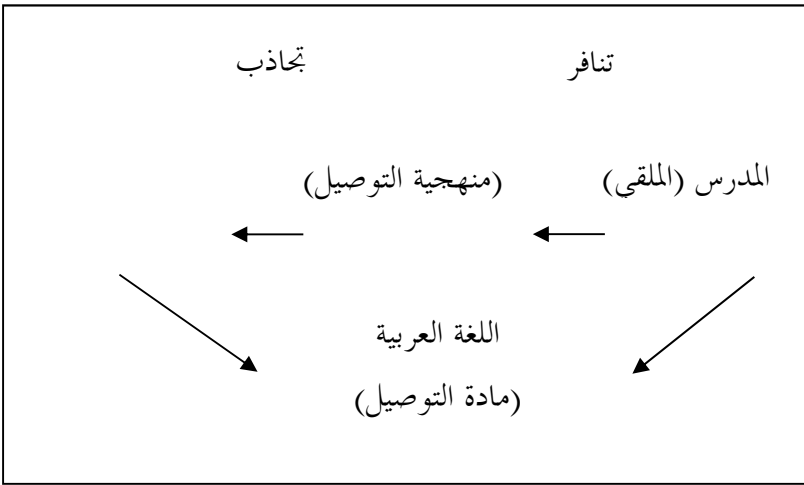 تنافر تجاذب
المدرس (الملقي) (منهجية التوصيل)
اللغة العربية
(مادة التوصيل)